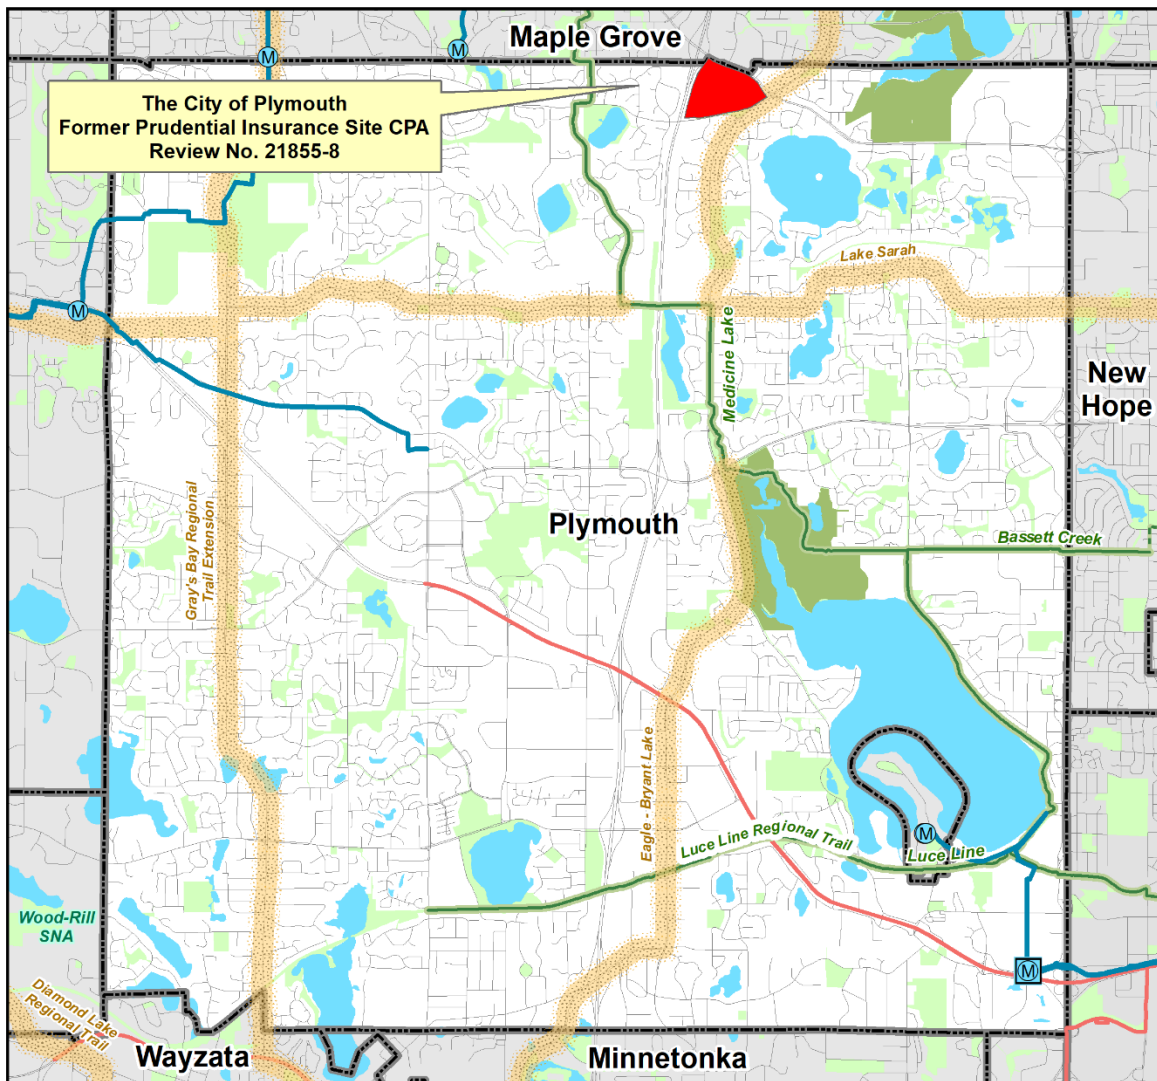 Maple Grove
M
M
The City of Plymouth
Former Prudential Insurance Site CPA
Review No. 21855-8
Lake Sarah
M
Medicine Lake
New
Hope
Plymouth
Bassett Creek
Gray's Bay Regional
Trail Extension
Eagle - Bryant Lake
Luce Line Regional Trail
Luce Line
M
Wood-Rill
SNA
M
Diamond Lake
Regional Trail
Wayzata
Minnetonka